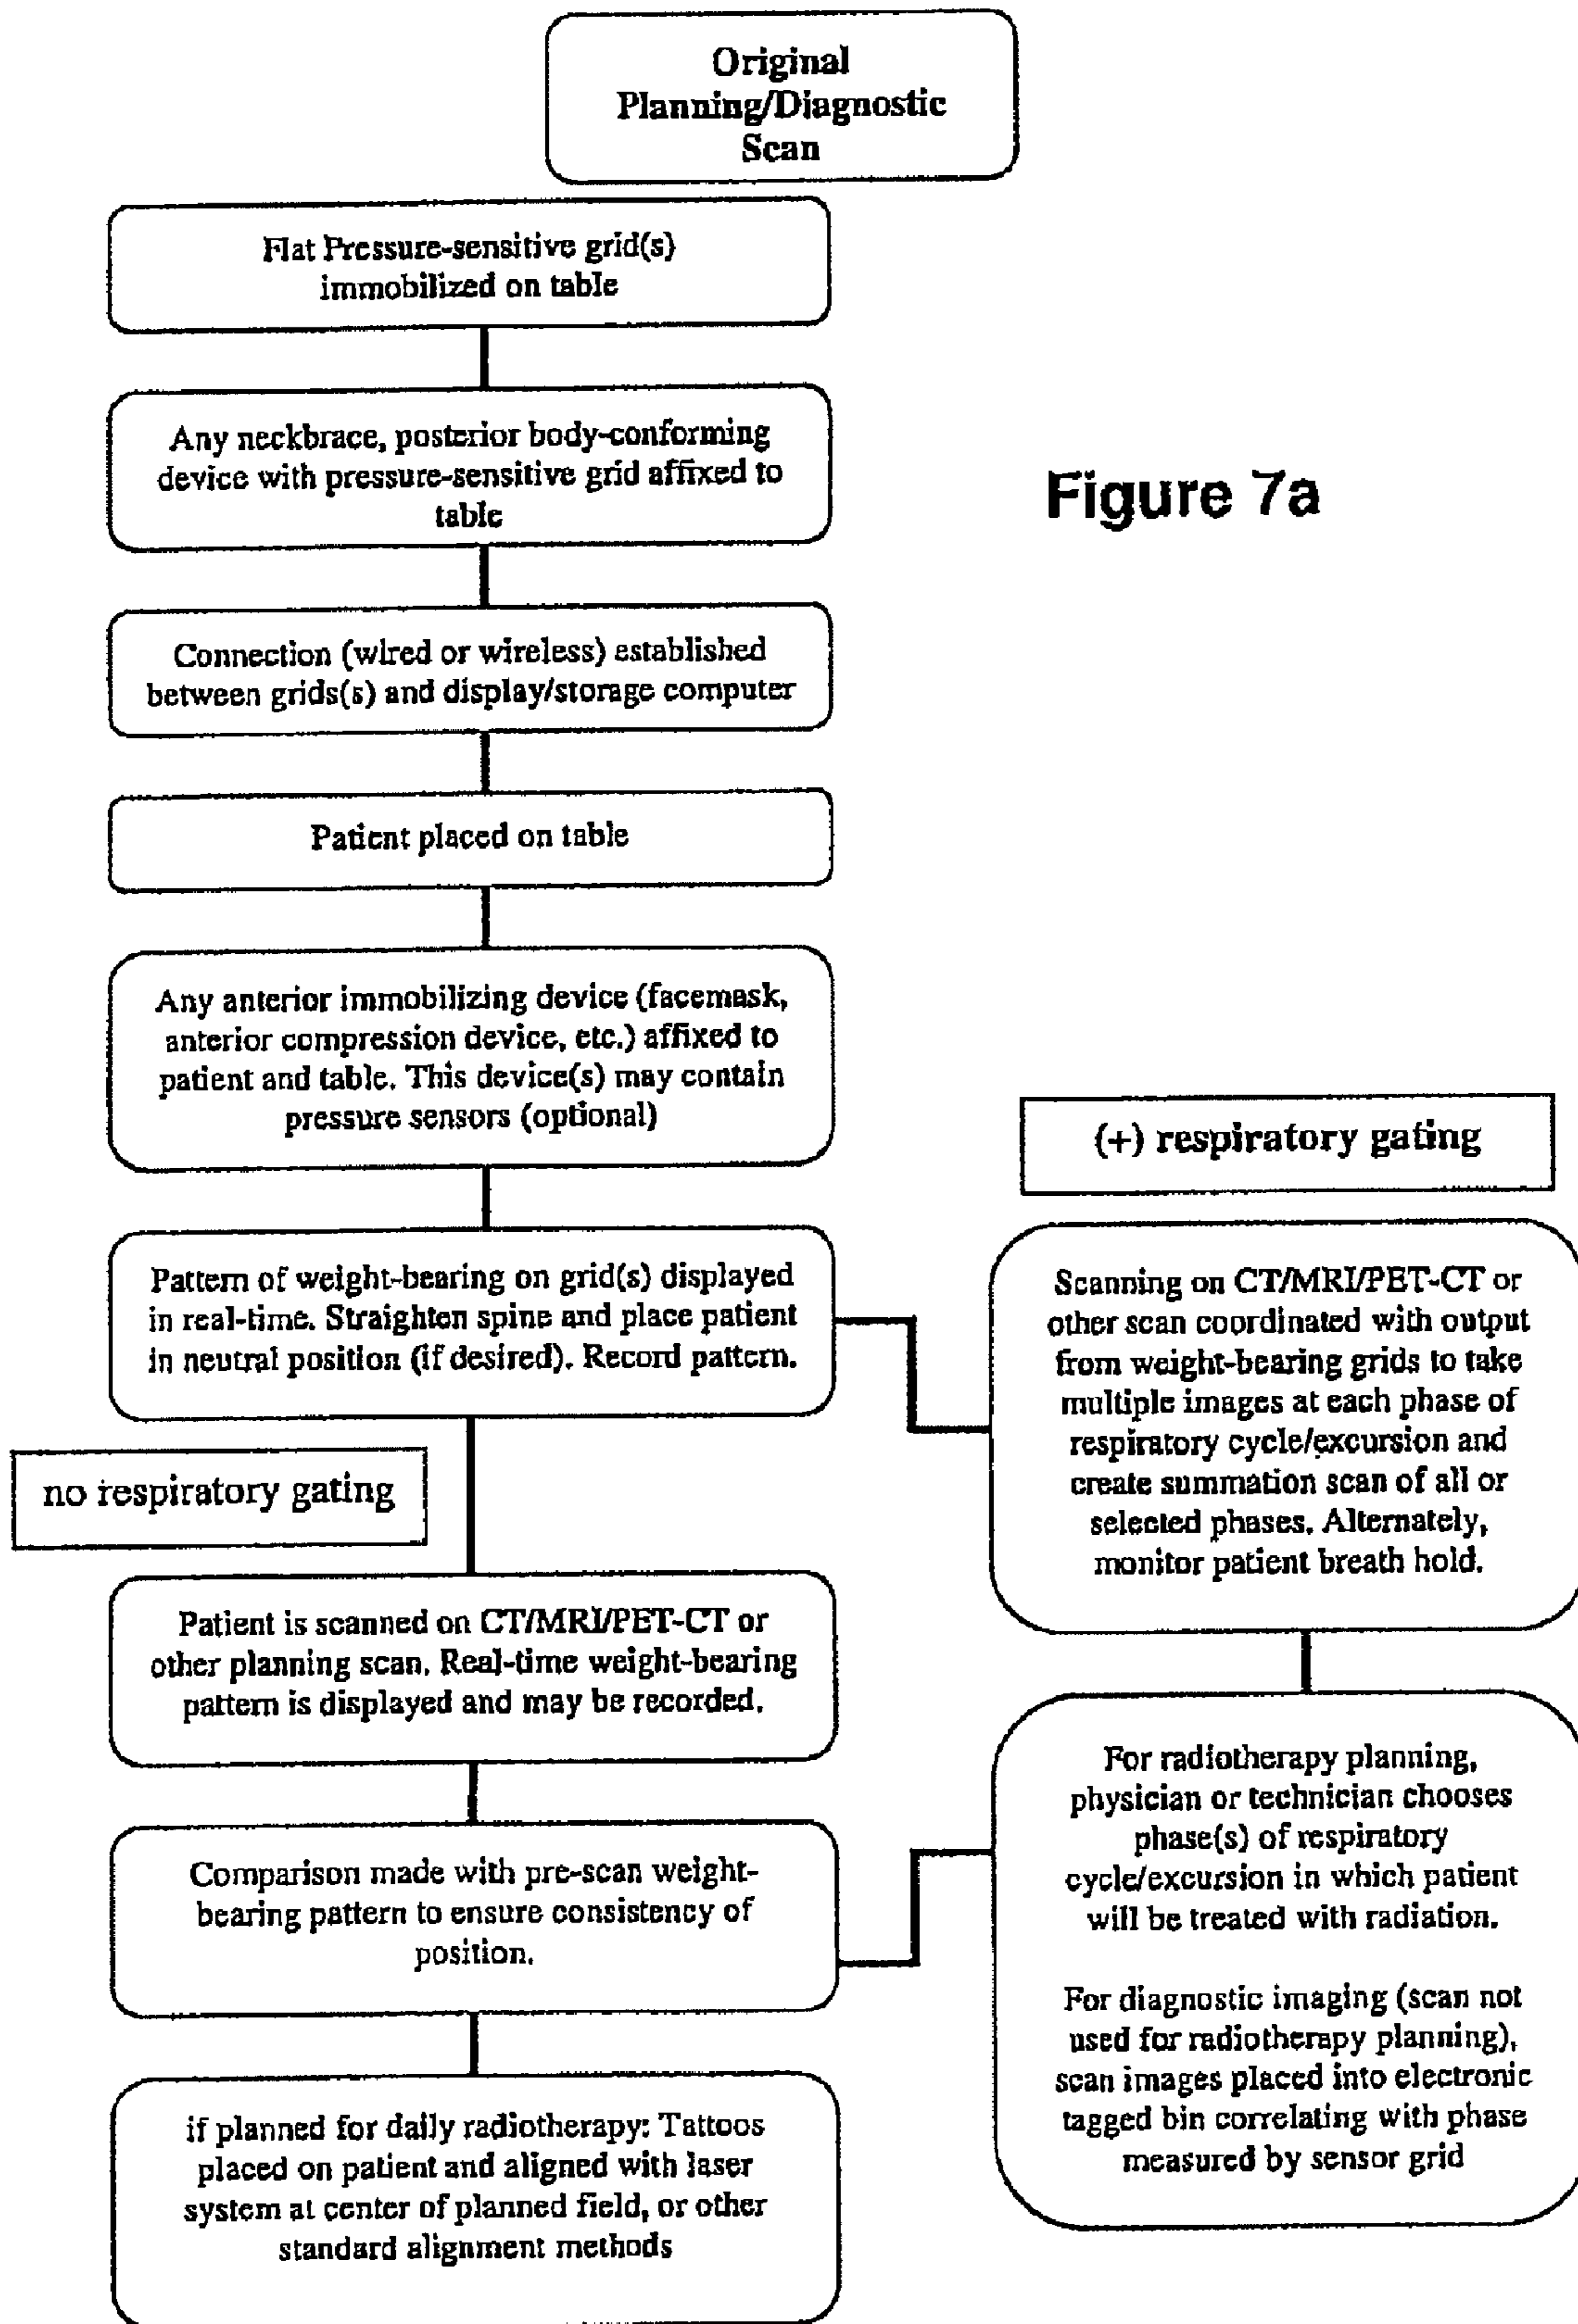 Original
Planning/Diagnostic
Scan
Flat Pressure-sensitive grid(s)
immobilized on table
Any neckbrace, posterior body-conforming
device with pressure-sensitive grid affixed to
table
Figure 7a
Connection (wired or wireless) established
between grids(s) and display/storage computer
Patient placed on table
Any anterior immobilizing device (facemask,
anterior compression device, etc.) affixed to
patient and table. This device(s) may contain
pressure sensors (optional)
Pattern of weight-bearing on grid(s) displayed
in real-time. Straighten spine and place patient
in neutral position (if desired). Record pattern.
no respiratory gating
Patient is scanned on CT/MRI/PET-CT or
other planning scan. Real-time weight-bearing
pattern is displayed and may be recorded.
Comparison made with pre-scan weight-
bearing pattern to ensure consistency of
position.
if planned for daily radiotherapy: Tattoos
placed on patient and aligned with laser
system at center of planned field, or other
standard alignment methods
(+) respiratory gating
Scanning on CT/MRI/PET-CT or
other scan coordinated with output
from weight-bearing grids to take
multiple images at each phase of
respiratory cycle/excursion and
create summation scan of all or
selected phases. Alternately,
monitor patient breath hold.
For radiotherapy planning,
physician or technician chooses
phase(s) of respiratory
cycle/excursion in which patient
will be treated with radiation.
For diagnostic imaging (scan not
used for radiotherapy planning),
scan images placed into electronic
tagged bin correlating with phase
measured by sensor grid